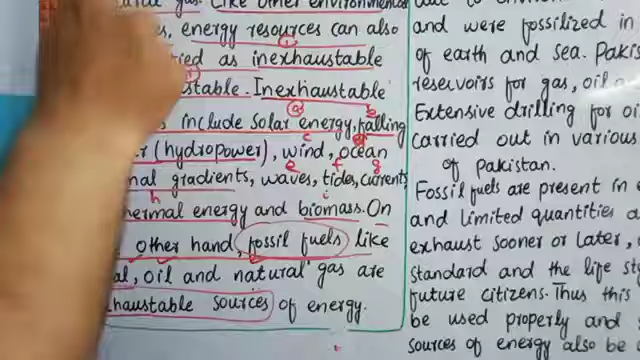 gas. Like other environmental
energy resources can also
as inexhaustable
stable. Inexhaustable
include solar energy, falling
(hydropower), wind, ocean
nal gradients, waves, tides, currents
hermal energy and biomass. On
other hand, fossil fuels like
al, oil and natural gas are
haustable sources of energy.
and were fossilized in
of earth and sea. Pakis
reservoirs for gas, oil
Extensive drilling for oi
carried out in various
of pakistan.
Fossil fuels are present in
and limited quantities a
exhaust sooner or later,
standard and the life st
future citizens. Thus this
be used properly and
sources of energy also be